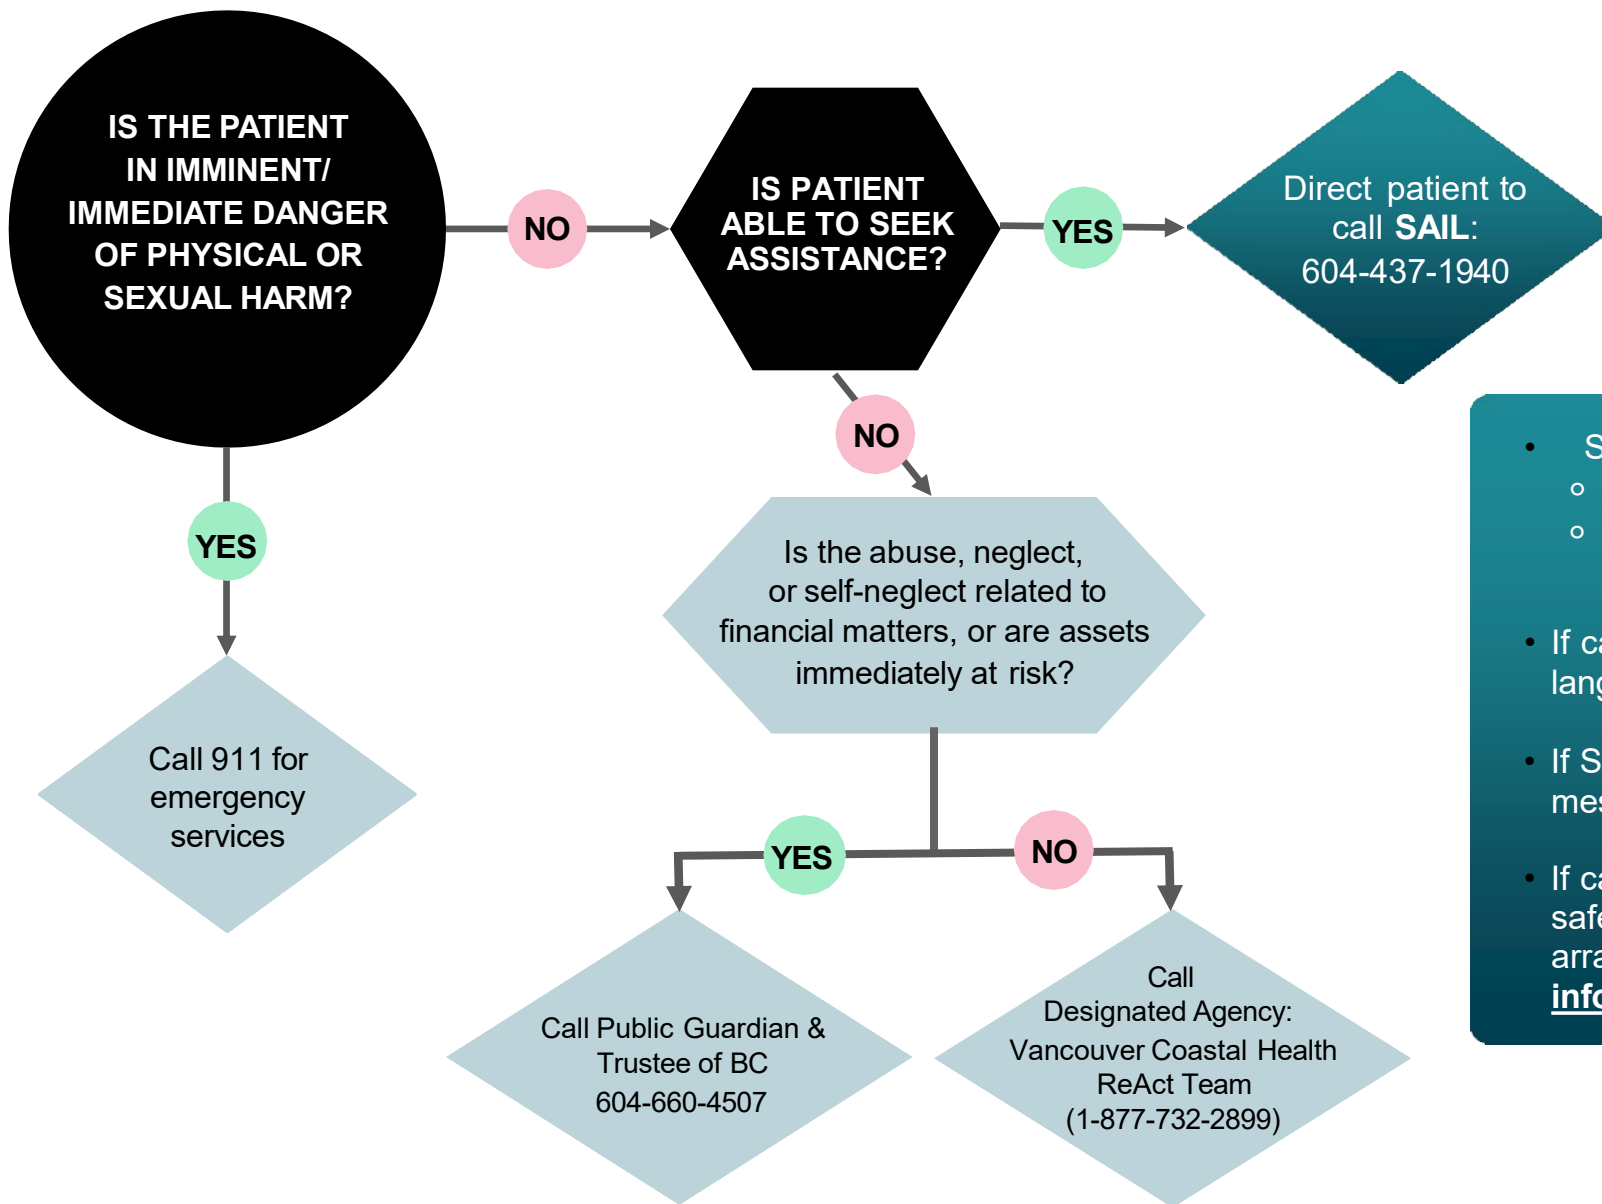 IS THE PATIENT
IN IMMINENT/
IMMEDIATE DANGER
OF PHYSICAL OR
SEXUAL HARM?
NO
IS PATIENT
ABLE TO SEEK
ASSISTANCE?
YES
Direct patient to
call SAIL:
604-437-1940
NO
YES
Is the abuse, neglect,
or self-neglect related to
financial matters, or are assets
immediately at risk?
Call 911 for
emergency
services
YES
NO
Call Public Guardian &
Trustee of BC
604-660-4507
Call
Designated Agency:
Vancouver Coastal Health
ReAct Team
(1-877-732-2899)
• If
• If
• If